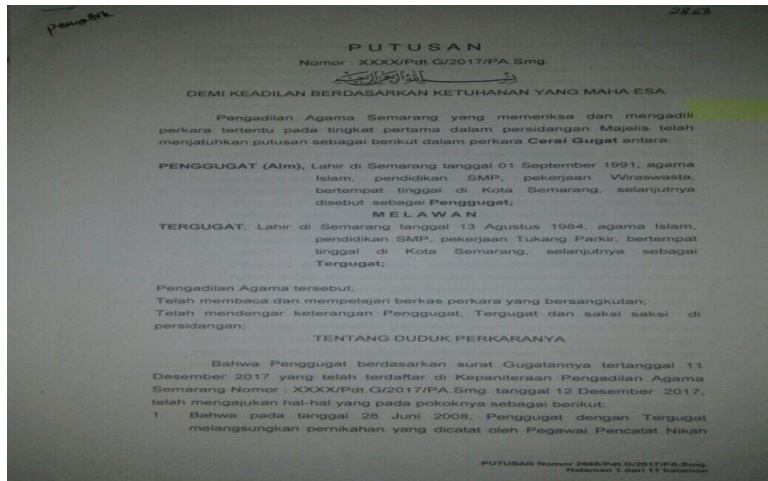 pemohon
2868
P U T U S A N
Nomor : XXXX/Pdt.G/2017/PA.Smg.
بِسْمِ اللَّهِ الرَّحْمَنِ الرَّحِيمِ
DEMI KEADILAN BERDASARKAN KETUHANAN YANG MAHA ESA
Pengadilan Agama Semarang yang memeriksa dan mengadili
perkara tertentu pada tingkat pertama dalam persidangan Majelis telah
menjatuhkan putusan sebagai berikut dalam perkara Cerai Gugat antara:
PENGGUGAT (Alm), Lahir di Semarang tanggal 01 September 1991, agama
Islam, pendidikan SMP, pekerjaan Wiraswasta,
bertempat tinggal di Kota Semarang, selanjutnya
disebut sebagai Penggugat;
M E L A W A N
TERGUGAT, Lahir di Semarang tanggal 13 Agustus 1984, agama Islam,
pendidikan SMP, pekerjaan Tukang Parkir, bertempat
tinggal di Kota Semarang, selanjutnya sebagai
Tergugat;
Pengadilan Agama tersebut;
Telah membaca dan mempelajari berkas perkara yang bersangkutan;
Telah mendengar keterangan Penggugat, Tergugat dan saksi saksi di
persidangan;
TENTANG DUDUK PERKARANYA
Bahwa Penggugat berdasarkan surat Gugatannya tertanggal 11
Desember 2017 yang telah terdaftar di Kepaniteraan Pengadilan Agama
Semarang Nomor : XXXX/Pdt.G/2017/PA.Smg. tanggal 12 Desember 2017,
telah mengajukan hal-hal yang pada pokoknya sebagai berikut;
1. Bahwa pada tanggal 28 Juni 2008, Penggugat dengan Tergugat
melangsungkan pernikahan yang dicatat oleh Pegawai Pencatat Nikah
PUTUSAN Nomor 2868/Pdt.G/2017/PA.Smg.
Halaman 1 dari 11 halaman